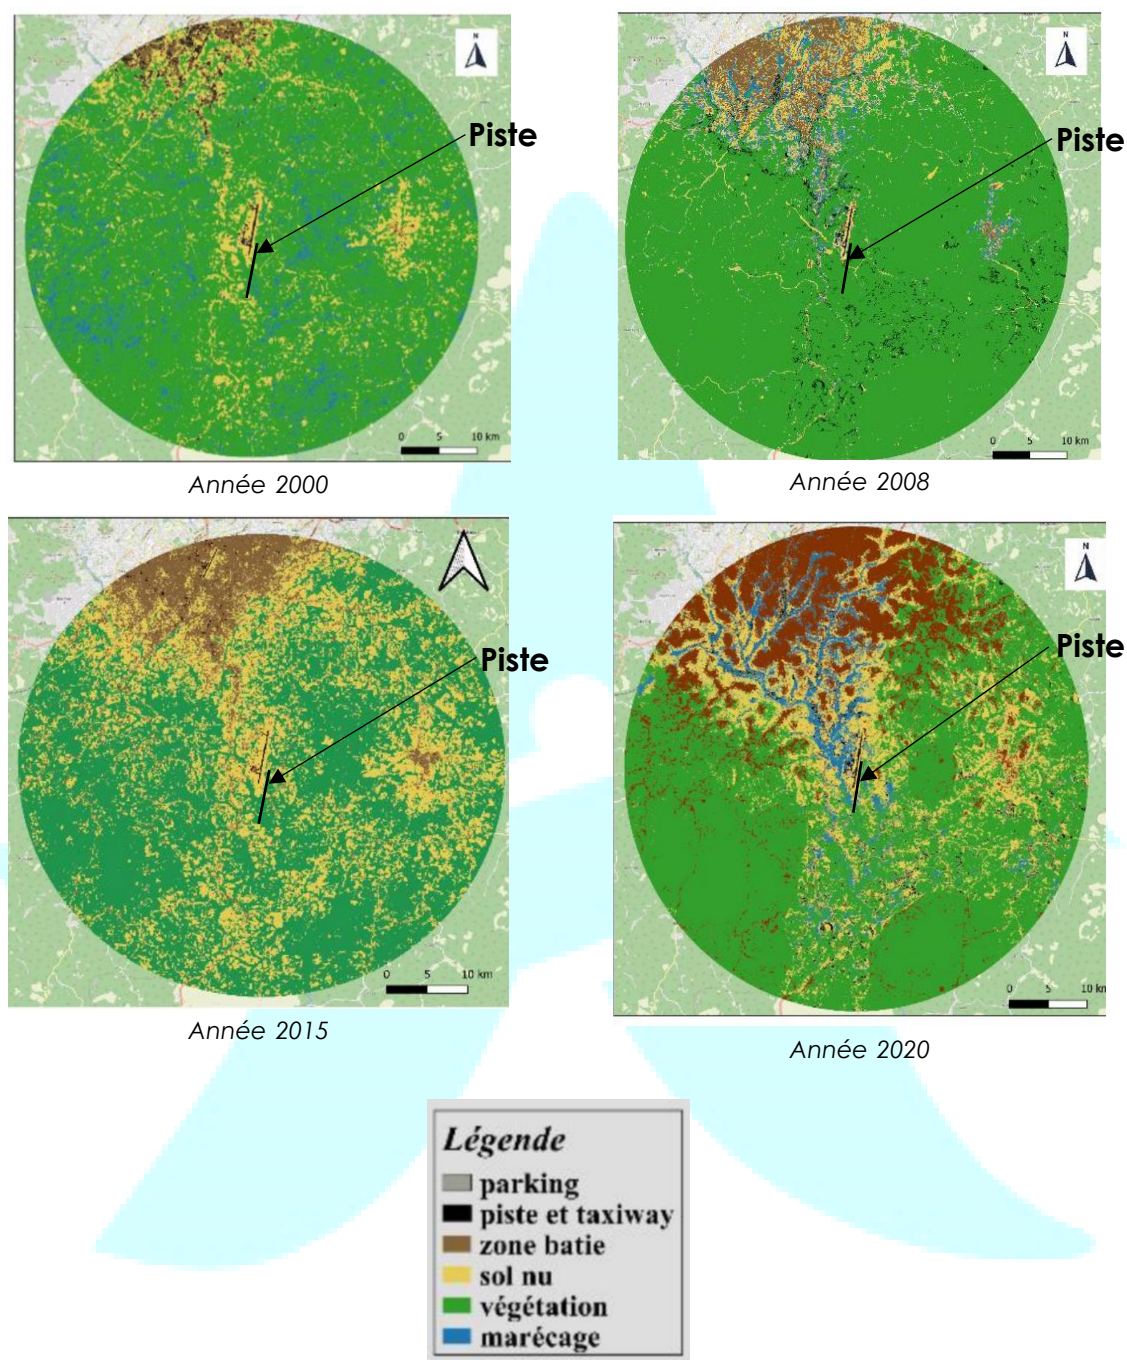 N
N
Piste
Piste
0 5 10 km
0 5 10 km
Année 2000
Année 2008
N
Piste
Piste
0 5 10 km
0 5 10 km
Année 2015
Année 2020
Légende
parking
piste et taxiway
zone batie
sol nu
végétation
marécage